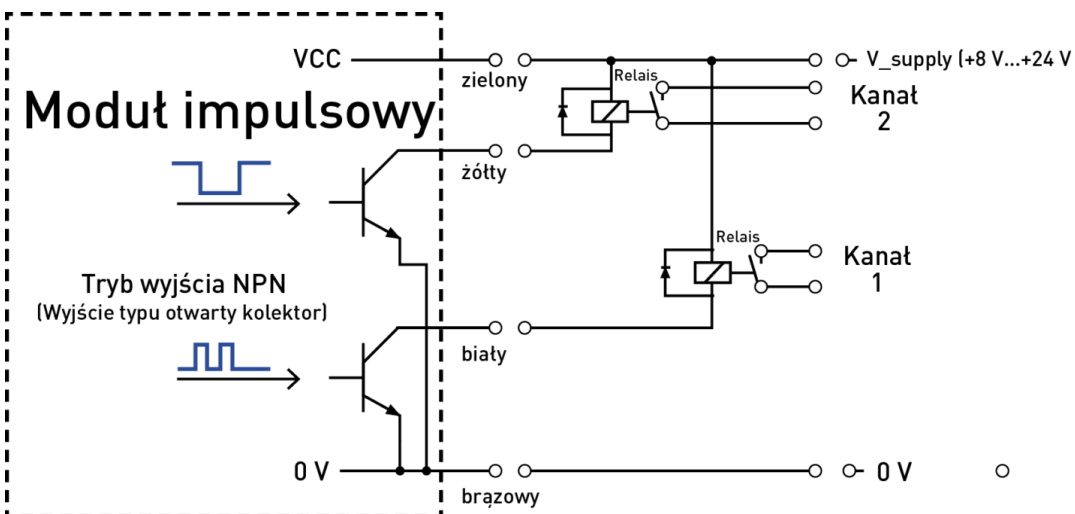 VCC
zielony
V_supply (+8 V...+24 V
Relais
Kanał
2
Moduł impulsowy
żółty
Relais
Kanał
1
Tryb wyjścia NPN
(Wyjście typu otwarty kolektor)
biały
0 V
0 V
brązowy